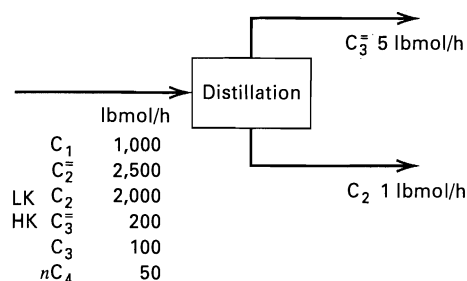 C₃⁼ 5 lbmol/h
Distillation
lbmol/h
C₁ 1,000
C₂⁼ 2,500
LK C₂ 2,000
HK C₃⁼ 200
C₃ 100
nC₄ 50
C₂ 1 lbmol/h